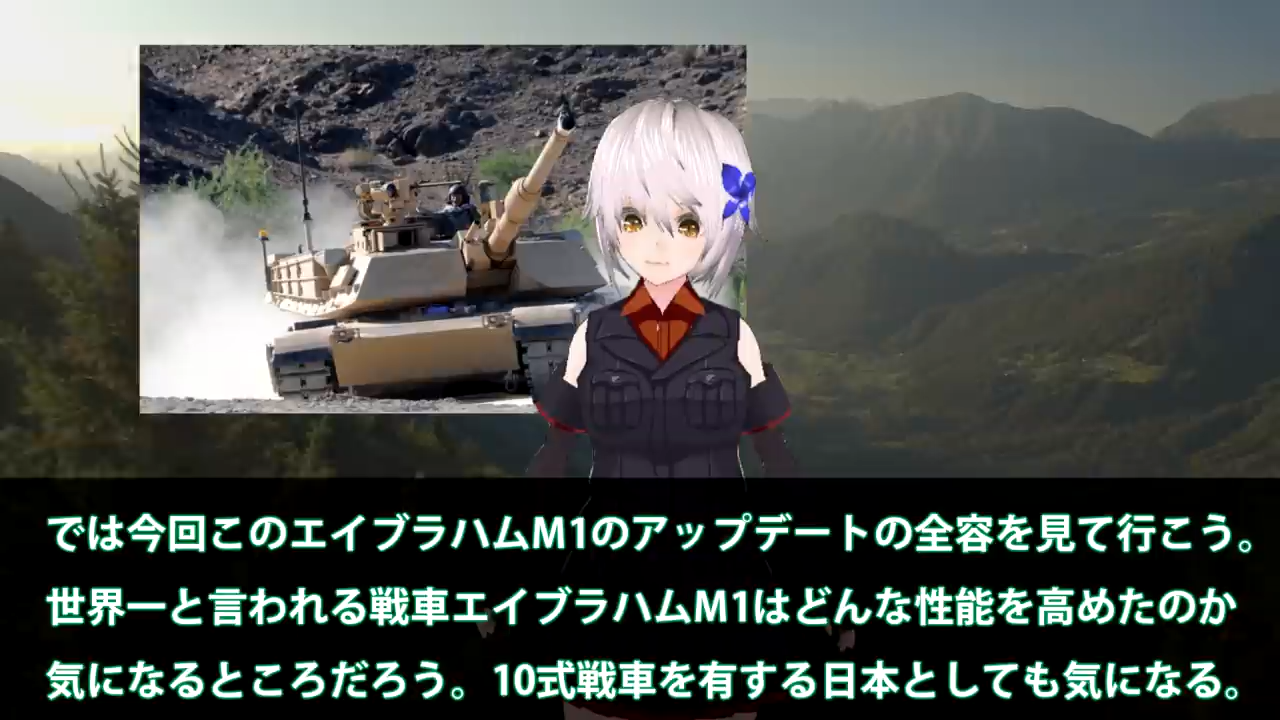 では今回このエイブラハムM1のアップデートの全容を見て行こう。
世界一と言われる戦車エイブラハムM1はどんな性能を高めたのか
気になるところだろう。10式戦車を有する日本としても気になる。